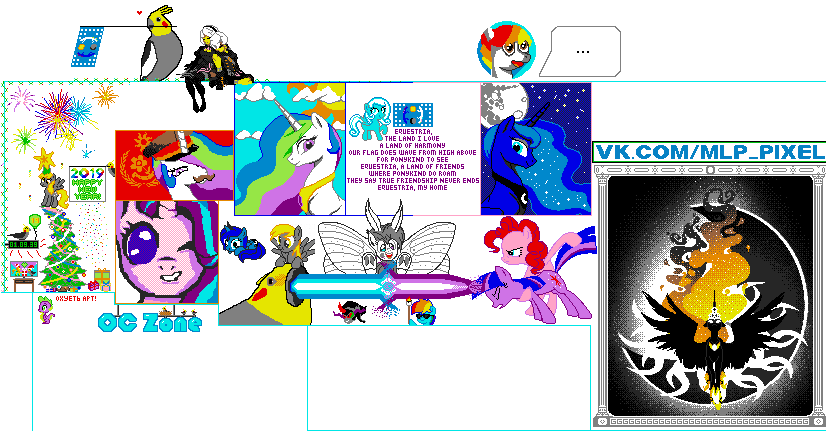 ...
EQUESTRIA,
THE LAND I LOVE
A LAND OF HARMONY
OUR FLAG DOES WAVE FROM HIGH ABOVE
FOR PONYKIND TO SEE
EQUESTRIA, A LAND OF FRIENDS
WHERE PONYKIND DO ROAM
THEY SAY TRUE FRIENDSHIP NEVER ENDS
EQUESTRIA, MY HOME
VK.COM/MLP_PIXEL
2019
HAPPY
NEW
YEAR!
ОХУЕТЬ АРТ!
OC Zone